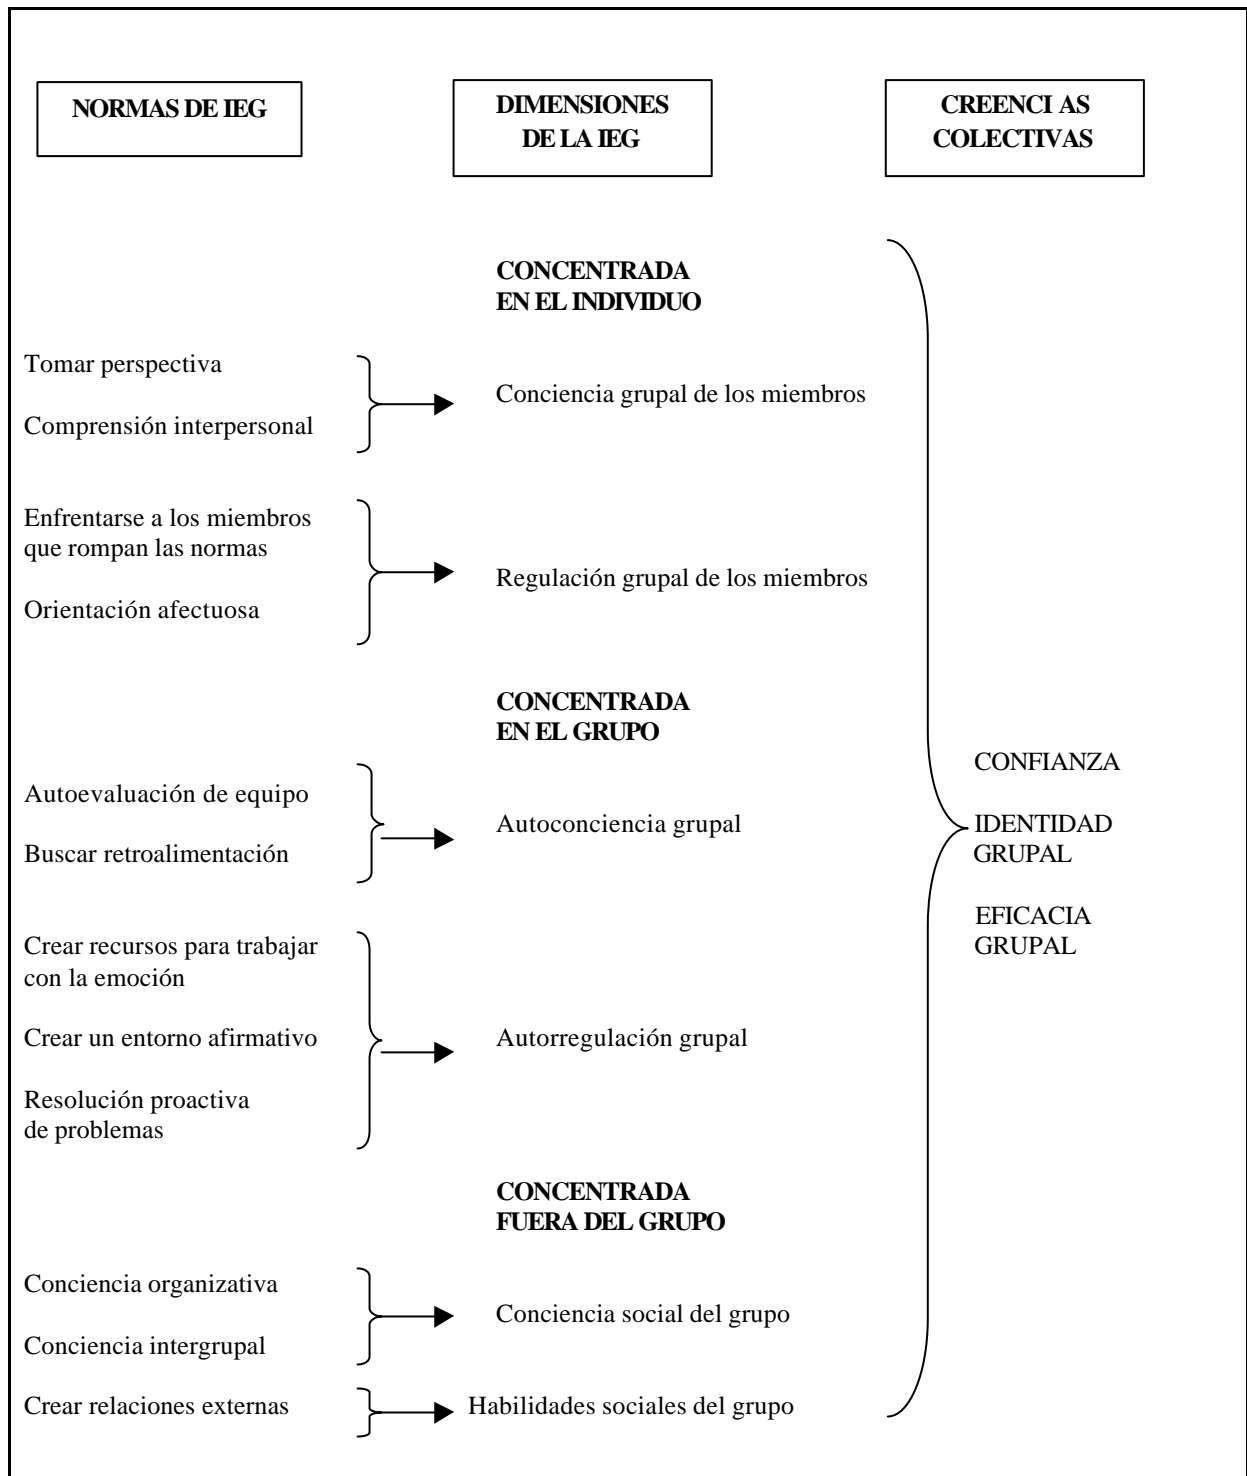 NORMAS DE IEG
DIMENSIONES
DE LA IEG
CREENCI AS
COLECTIVAS
CONCENTRADA
EN EL INDIVIDUO
Tomar perspectiva
Comprensión interpersonal
Conciencia grupal de los miembros
Enfrentarse a los miembros
que rompan las normas
Orientación afectuosa
Regulación grupal de los miembros
CONCENTRADA
EN EL GRUPO
Autoevaluación de equipo
Buscar retroalimentación
Autoconciencia grupal
Crear recursos para trabajar
con la emoción
Crear un entorno afirmativo
Resolución proactiva
de problemas
Autorregulación grupal
CONCENTRADA
FUERA DEL GRUPO
Conciencia organizativa
Conciencia intergrupal
Conciencia social del grupo
Crear relaciones externas
Habilidades sociales del grupo
CONFIANZA
IDENTIDAD
GRUPAL
EFICACIA
GRUPAL